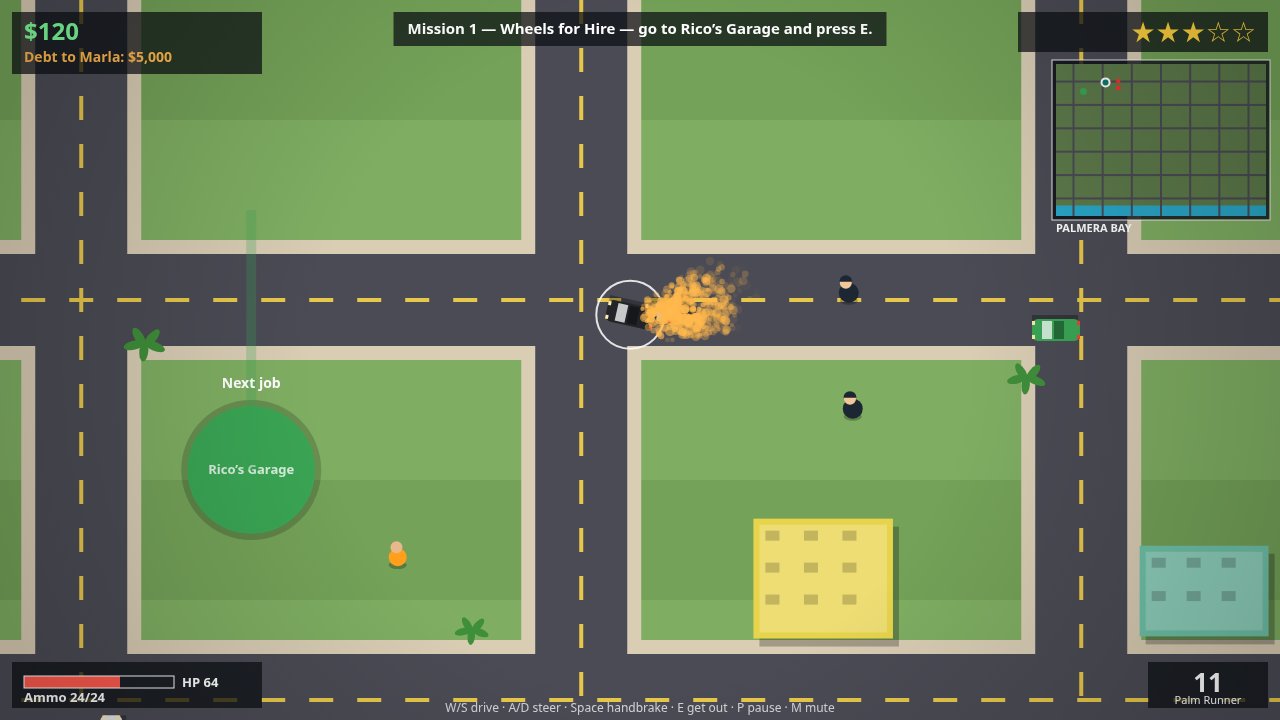 $120
Debt to Marla: $5,000
Mission 1 — Wheels for Hire — go to Rico’s Garage and press E.
★★★☆☆
PALMERA BAY
Next job
Rico’s Garage
HP 64
Ammo 24/24
W/S drive · A/D steer · Space handbrake · E get out · P pause · M mute
11
Palm Runner